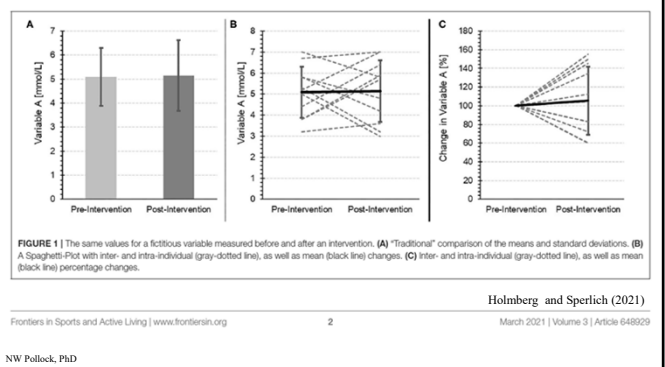 A
Variable A [mmol/L]
7
6
5
4
3
2
1
0
Pre-Intervention Post-Intervention
B
Variable A [mmol/L]
8
7
6
5
4
3
2
1
0
Pre-Intervention Post-Intervention
C
Change in Variable A [%]
180
160
140
120
100
80
60
40
20
0
Pre-Intervention Post-Intervention
FIGURE 1 | The same values for a fictitious variable measured before and after an intervention. (A) "Traditional" comparison of the means and standard deviations. (B)
A Spaghetti-Plot with inter- and intra-individual (gray-dotted line), as well as mean (black line) changes. (C) Inter- and intra-individual (gray-dotted line), as well as mean
(black line) percentage changes.
Holmberg and Sperlich (2021)
Frontiers in Sports and Active Living | www.frontiersin.org 2 March 2021 | Volume 3 | Article 648929
NW Pollock, PhD